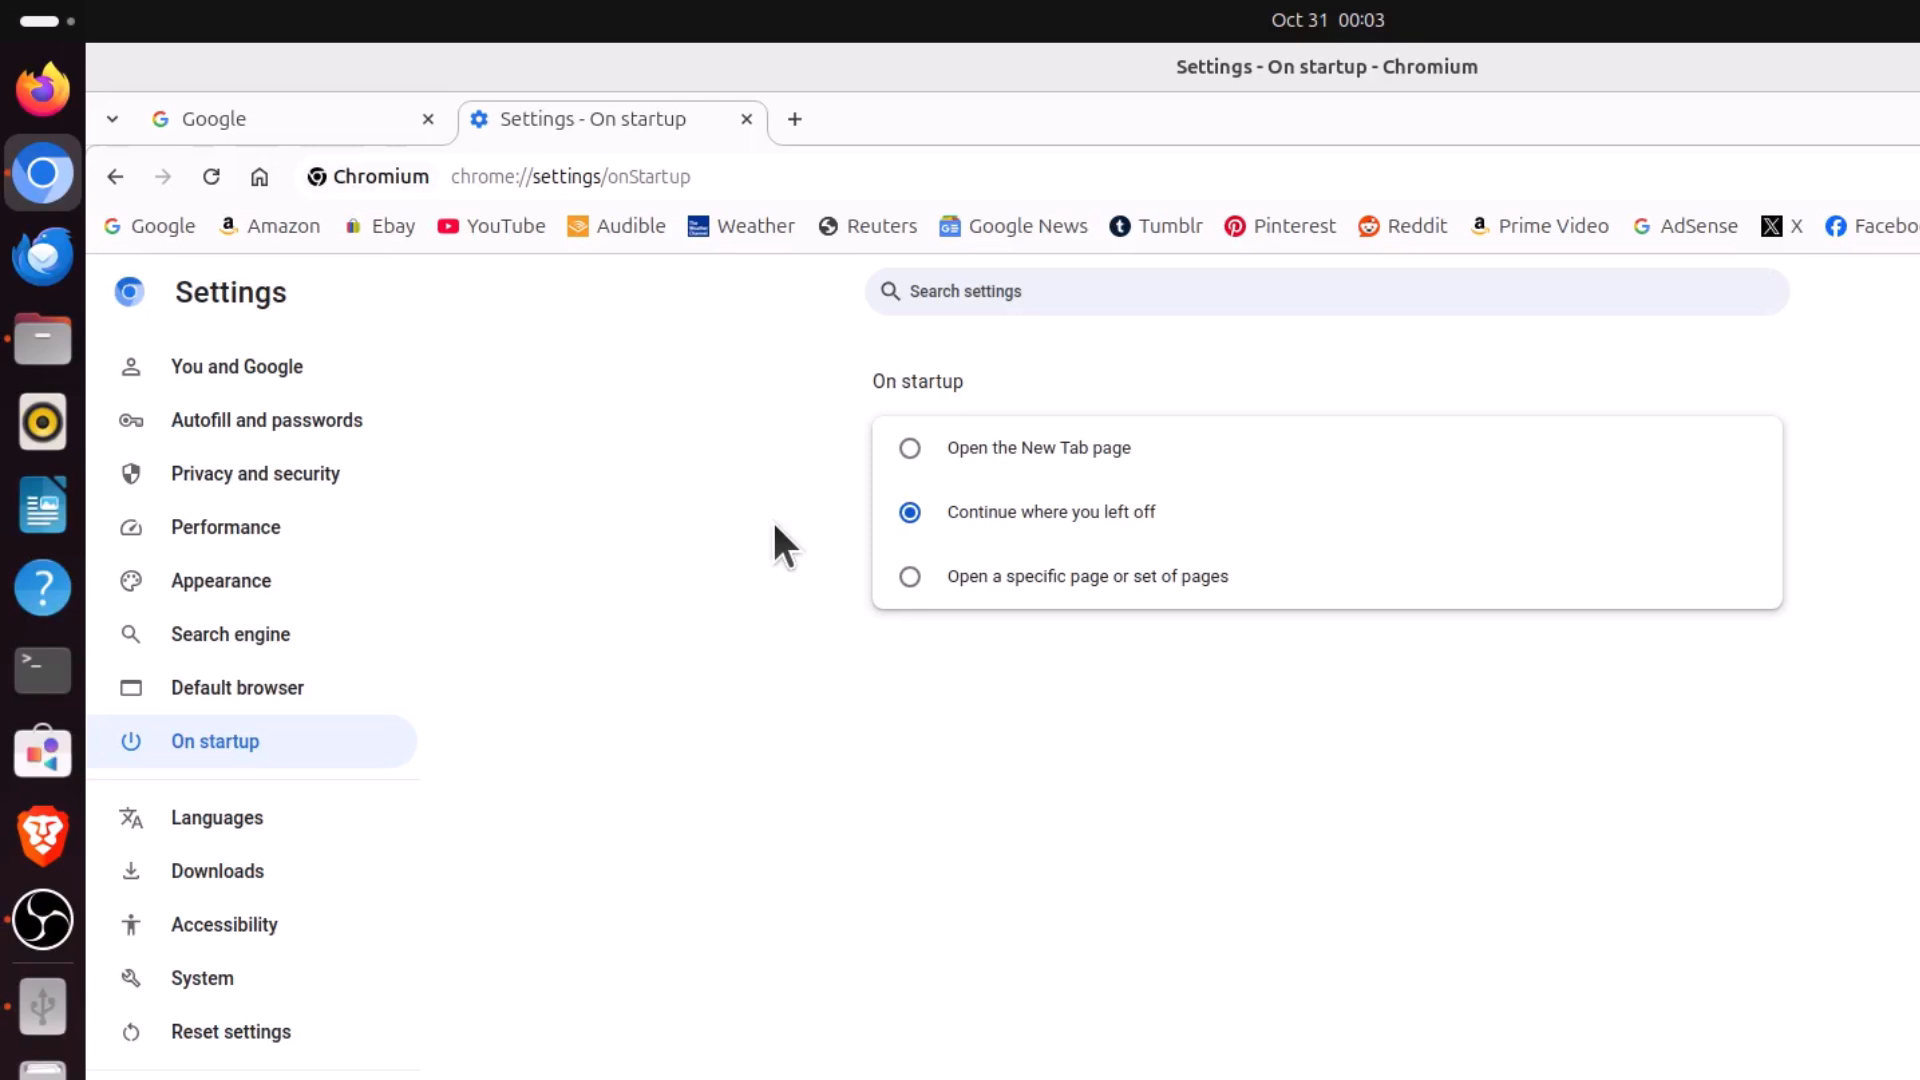 Oct 31 00:03
Settings - On startup - Chromium
Google
Settings - On startup
Chromium chrome://settings/onStartup
Google Amazon Ebay YouTube Audible Weather Reuters Google News Tumblr Pinterest Reddit Prime Video AdSense X Facebo
Settings
Search settings
You and Google
Autofill and passwords
Privacy and security
Performance
Appearance
Search engine
Default browser
On startup
Languages
Downloads
Accessibility
System
Reset settings
On startup
Open the New Tab page
Continue where you left off
Open a specific page or set of pages